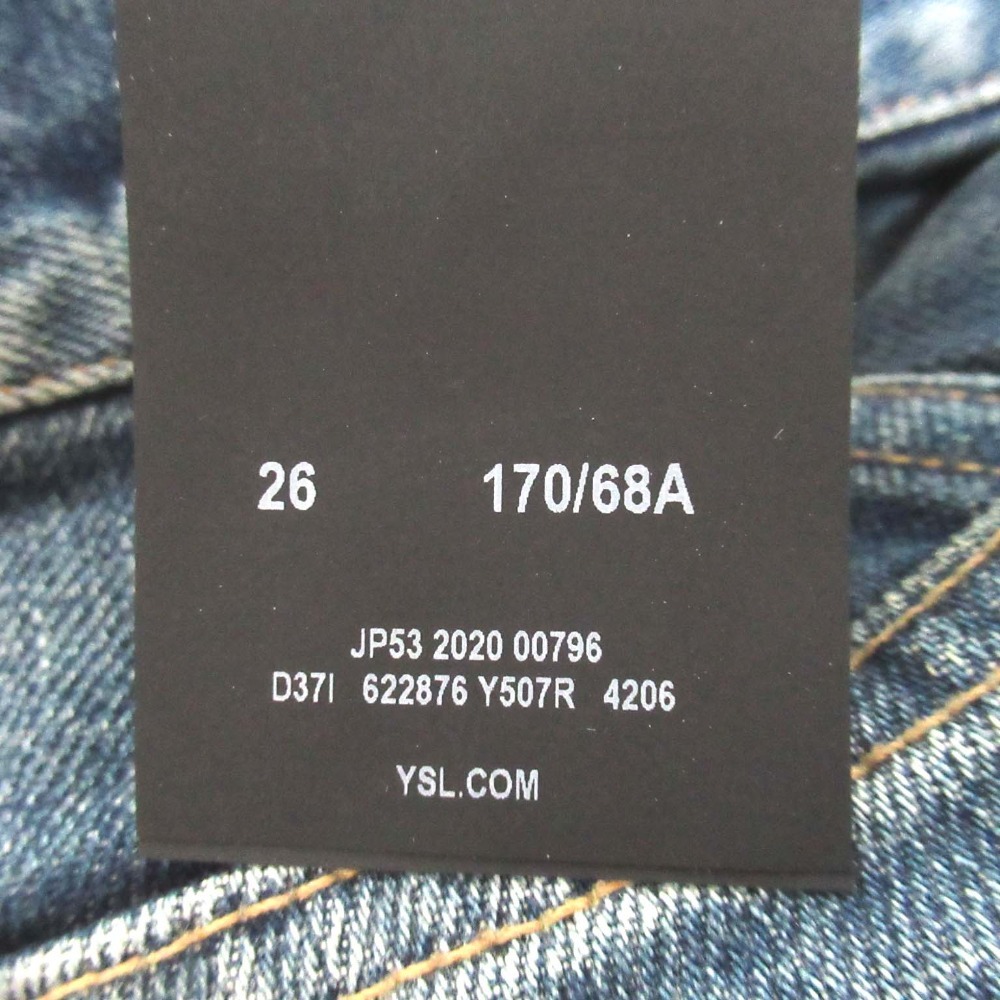 26 170/68A
JP53 2020 00796
D37I 622876 Y507R 4206
YSL.COM